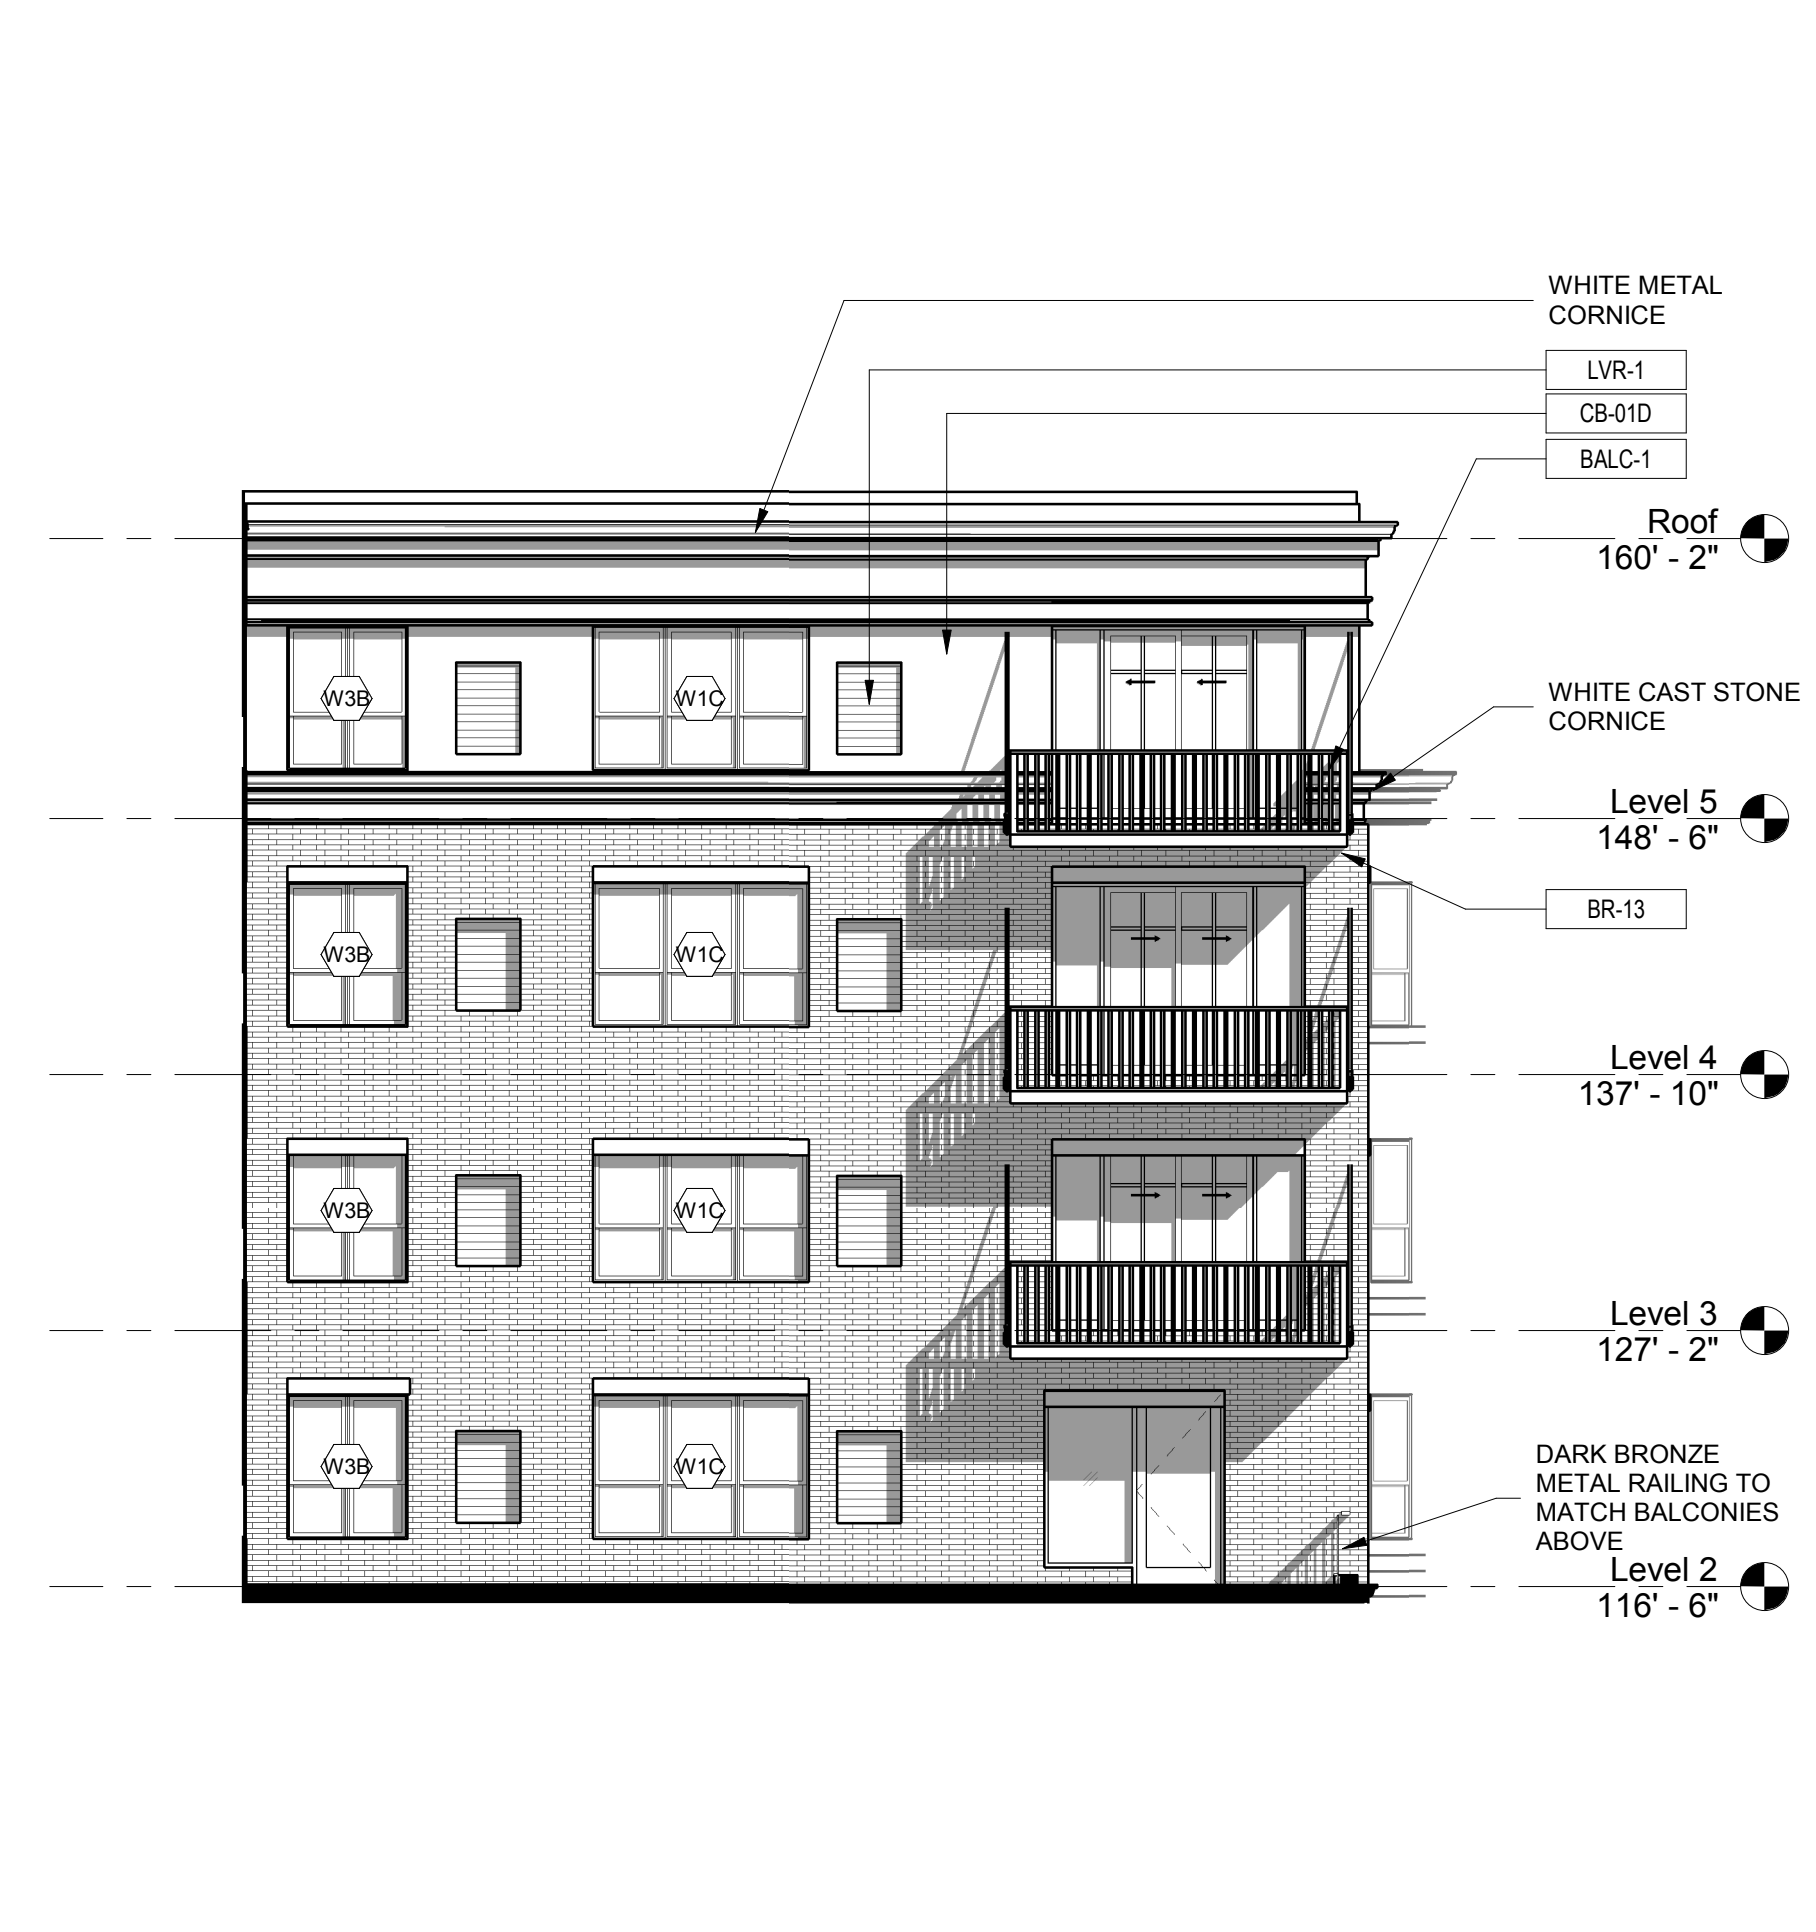 WHITE METAL
CORNICE
LVR-1
CB-01D
BALC-1
Roof
160' - 2"
W3B
W1C
WHITE CAST STONE
CORNICE
Level 5
148' - 6"
BR-13
W3B
W1C
Level 4
137' - 10"
W3B
W1C
Level 3
127' - 2"
W3B
W1C
DARK BRONZE
METAL RAILING TO
MATCH BALCONIES
ABOVE
Level 2
116' - 6"